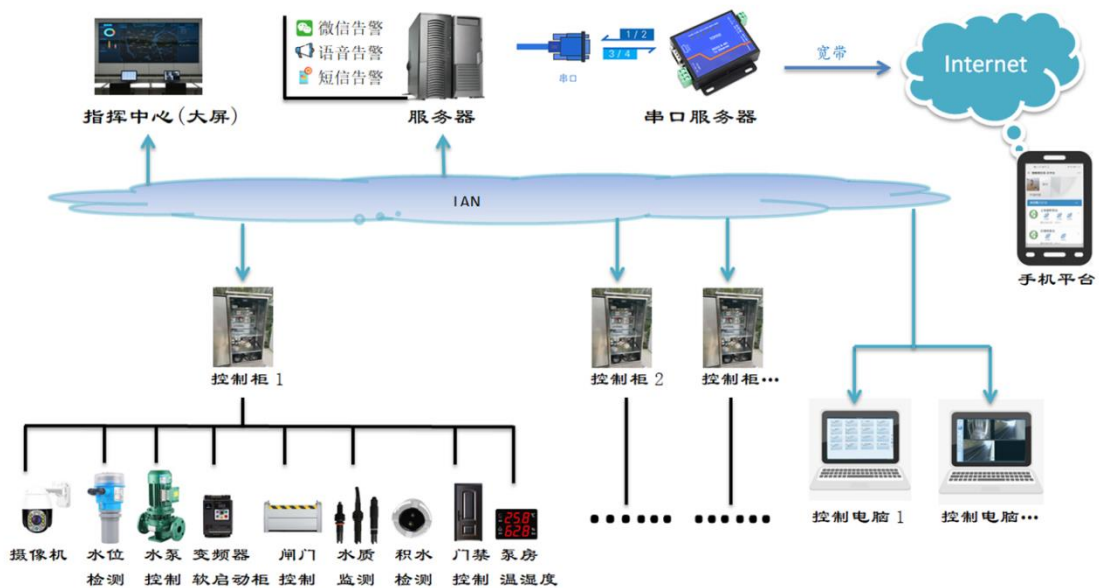 微信告警
语音告警
短信告警
1 / 2
3 / 4
串口
宽带
Internet
指挥中心(大屏)
服务器
串口服务器
LAN
手机平台
控制柜 1
控制柜 2
控制柜…
控制电脑 1
控制电脑…
摄像机
水位
检测
水泵
控制
变频器
软启动柜
闸门
控制
水质
监测
积水
检测
门禁
控制
泵房
温湿度
258
628